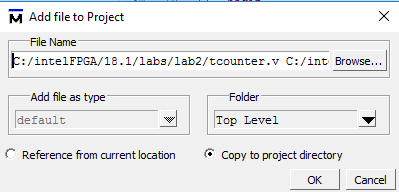 Add file to Project
File Name
C:/intelFPGA/18.1/labs/lab2/tcounter.v C:/inte
Browse...
Add file as type
default
Folder
Top Level
Reference from current location
Copy to project directory
OK
Cancel